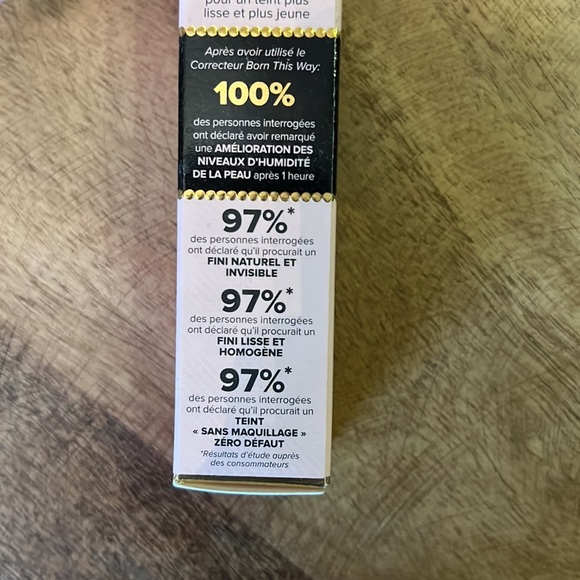 pour un teint plus
lisse et plus jeune
Après avoir utilisé le
Correcteur Born This Way:
100%
des personnes interrogées
ont déclaré avoir remarqué
une AMÉLIORATION DES
NIVEAUX D'HUMIDITÉ
DE LA PEAU après 1 heure
97%*
des personnes interrogées
ont déclaré qu'il procurait un
FINI NATUREL ET
INVISIBLE
97%*
des personnes interrogées
ont déclaré qu'il procurait un
FINI LISSE ET
HOMOGÈNE
97%*
des personnes interrogées
ont déclaré qu'il procurait un
TEINT
« SANS MAQUILLAGE »
ZÉRO DÉFAUT
*Résultats d'étude auprès
des consommateurs